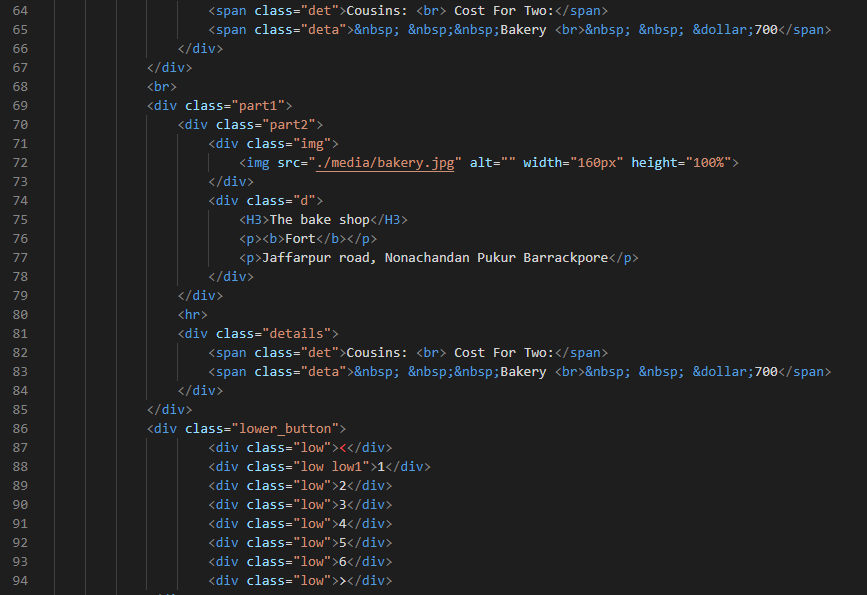 64 <span class="det">Cousins: <br> Cost For Two:</span>
65 <span class="deta">&nbsp; &nbsp;&nbsp;Bakery <br>&nbsp; &nbsp; &dollar;700</span>
66 </div>
67 </div>
68 <br>
69 <div class="part1">
70 <div class="part2">
71 <div class="img">
72 <img src="./media/bakery.jpg" alt="" width="160px" height="100%">
73 </div>
74 <div class="d">
75 <H3>The bake shop</H3>
76 <p><b>Fort</b></p>
77 <p>Jaffarpur road, Nonachandan Pukur Barrackpore</p>
78 </div>
79 </div>
80 <hr>
81 <div class="details">
82 <span class="det">Cousins: <br> Cost For Two:</span>
83 <span class="deta">&nbsp; &nbsp;&nbsp;Bakery <br>&nbsp; &nbsp; &dollar;700</span>
84 </div>
85 </div>
86 <div class="lower_button">
87 <div class="low"><</div>
88 <div class="low low1">1</div>
89 <div class="low">2</div>
90 <div class="low">3</div>
91 <div class="low">4</div>
92 <div class="low">5</div>
93 <div class="low">6</div>
94 <div class="low">></div>